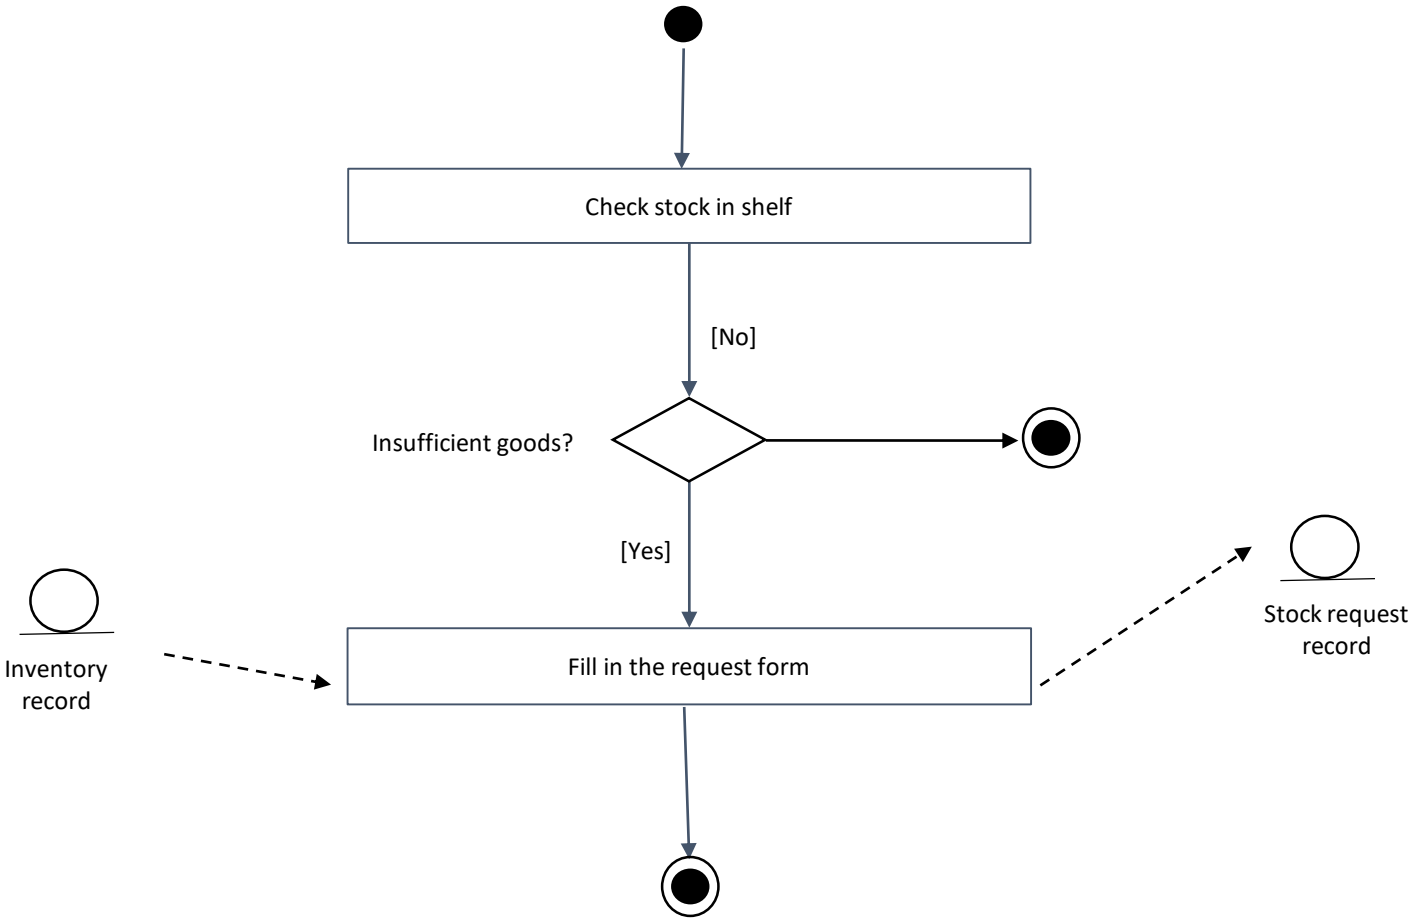 Check stock in shelf
[No]
Insufficient goods?
[Yes]
Stock request
record
Inventory
record
Fill in the request form